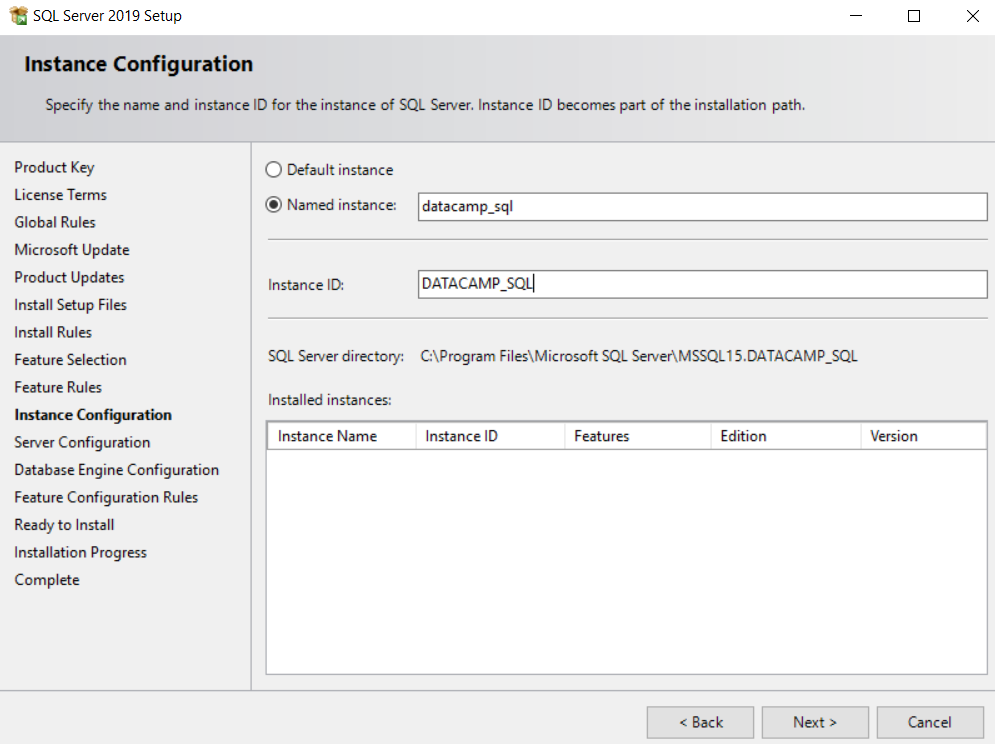 SQL Server 2019 Setup
Instance Configuration
Specify the name and instance ID for the instance of SQL Server. Instance ID becomes part of the installation path.
Product Key
License Terms
Global Rules
Microsoft Update
Product Updates
Install Setup Files
Install Rules
Feature Selection
Feature Rules
Instance Configuration
Server Configuration
Database Engine Configuration
Feature Configuration Rules
Ready to Install
Installation Progress
Complete
Default instance
Named instance: datacamp_sql
Instance ID: DATACAMP_SQL
SQL Server directory: C:\Program Files\Microsoft SQL Server\MSSQL15.DATACAMP_SQL
Installed instances:
Instance Name Instance ID Features Edition Version
< Back Next > Cancel